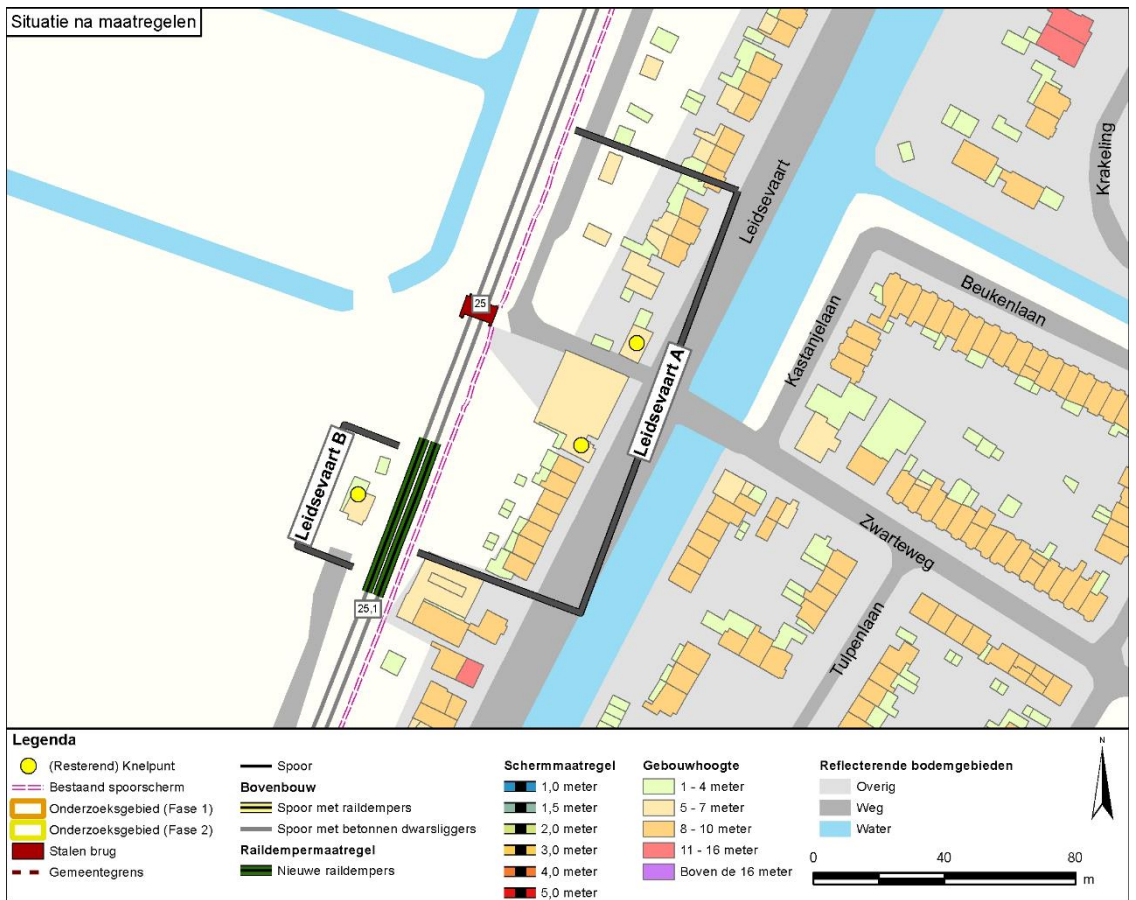 Situatie na maatregelen
Leidsevaart
Krakeling
Beukenlaan
Kastanjelaan
25
Leidsevaart A
Leidsevaart B
Zwarteweg
25,1
Tulpenlaan
Legenda
(Resterend) Knelpunt
Bestaand spoorscherm
Onderzoeksgebied (Fase 1)
Onderzoeksgebied (Fase 2)
Stalen brug
Gemeentegrens
Spoor
Bovenbouw
Spoor met raildempers
Spoor met betonnen dwarsliggers
Raildempermaatregel
Nieuwe raildempers
Schermmaatregel
1,0 meter
1,5 meter
2,0 meter
3,0 meter
4,0 meter
5,0 meter
Gebouwhoogte
1 - 4 meter
5 - 7 meter
8 - 10 meter
11 - 16 meter
Boven de 16 meter
Reflecterende bodemgebieden
Overig
Weg
Water
N
0 40 80
m